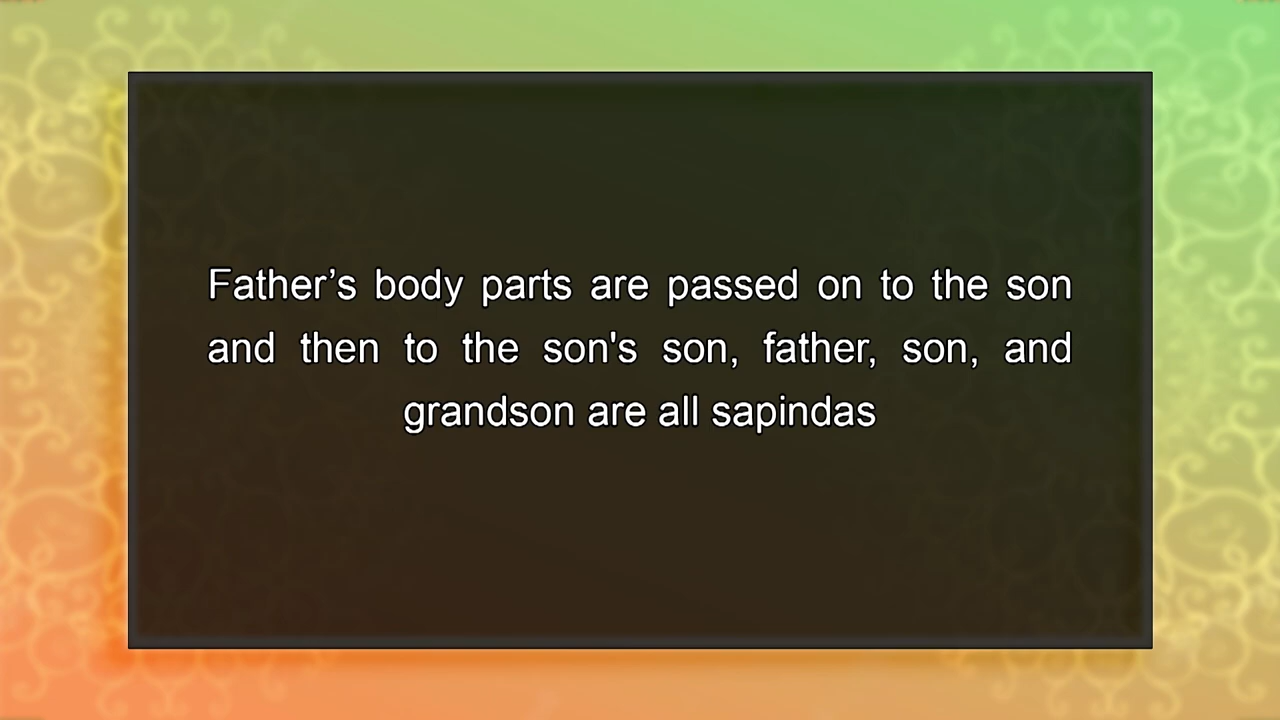 Father’s body parts are passed on to the son
and then to the son's son, father, son, and
grandson are all sapindas